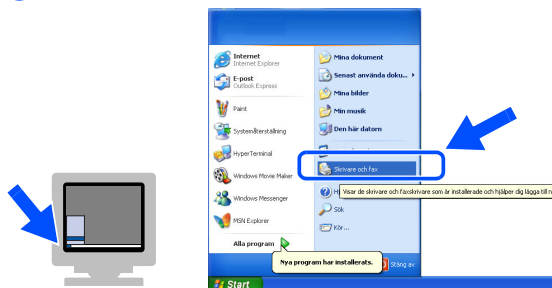 Internet
Internet Explorer
E-post
Outlook Express
Paint
Systemåterställning
HyperTerminal
Windows Movie Maker
Windows Messenger
MSN Explorer
Alla program
Mina dokument
Senast använda doku...
Mina bilder
Min musik
Den här datorn
Skrivare och fax
Visar de skrivare och faxskrivare som är installerade och hjälper dig lägga till n
Sök
Kör...
Nya program har installerats.
Stäng av
Start